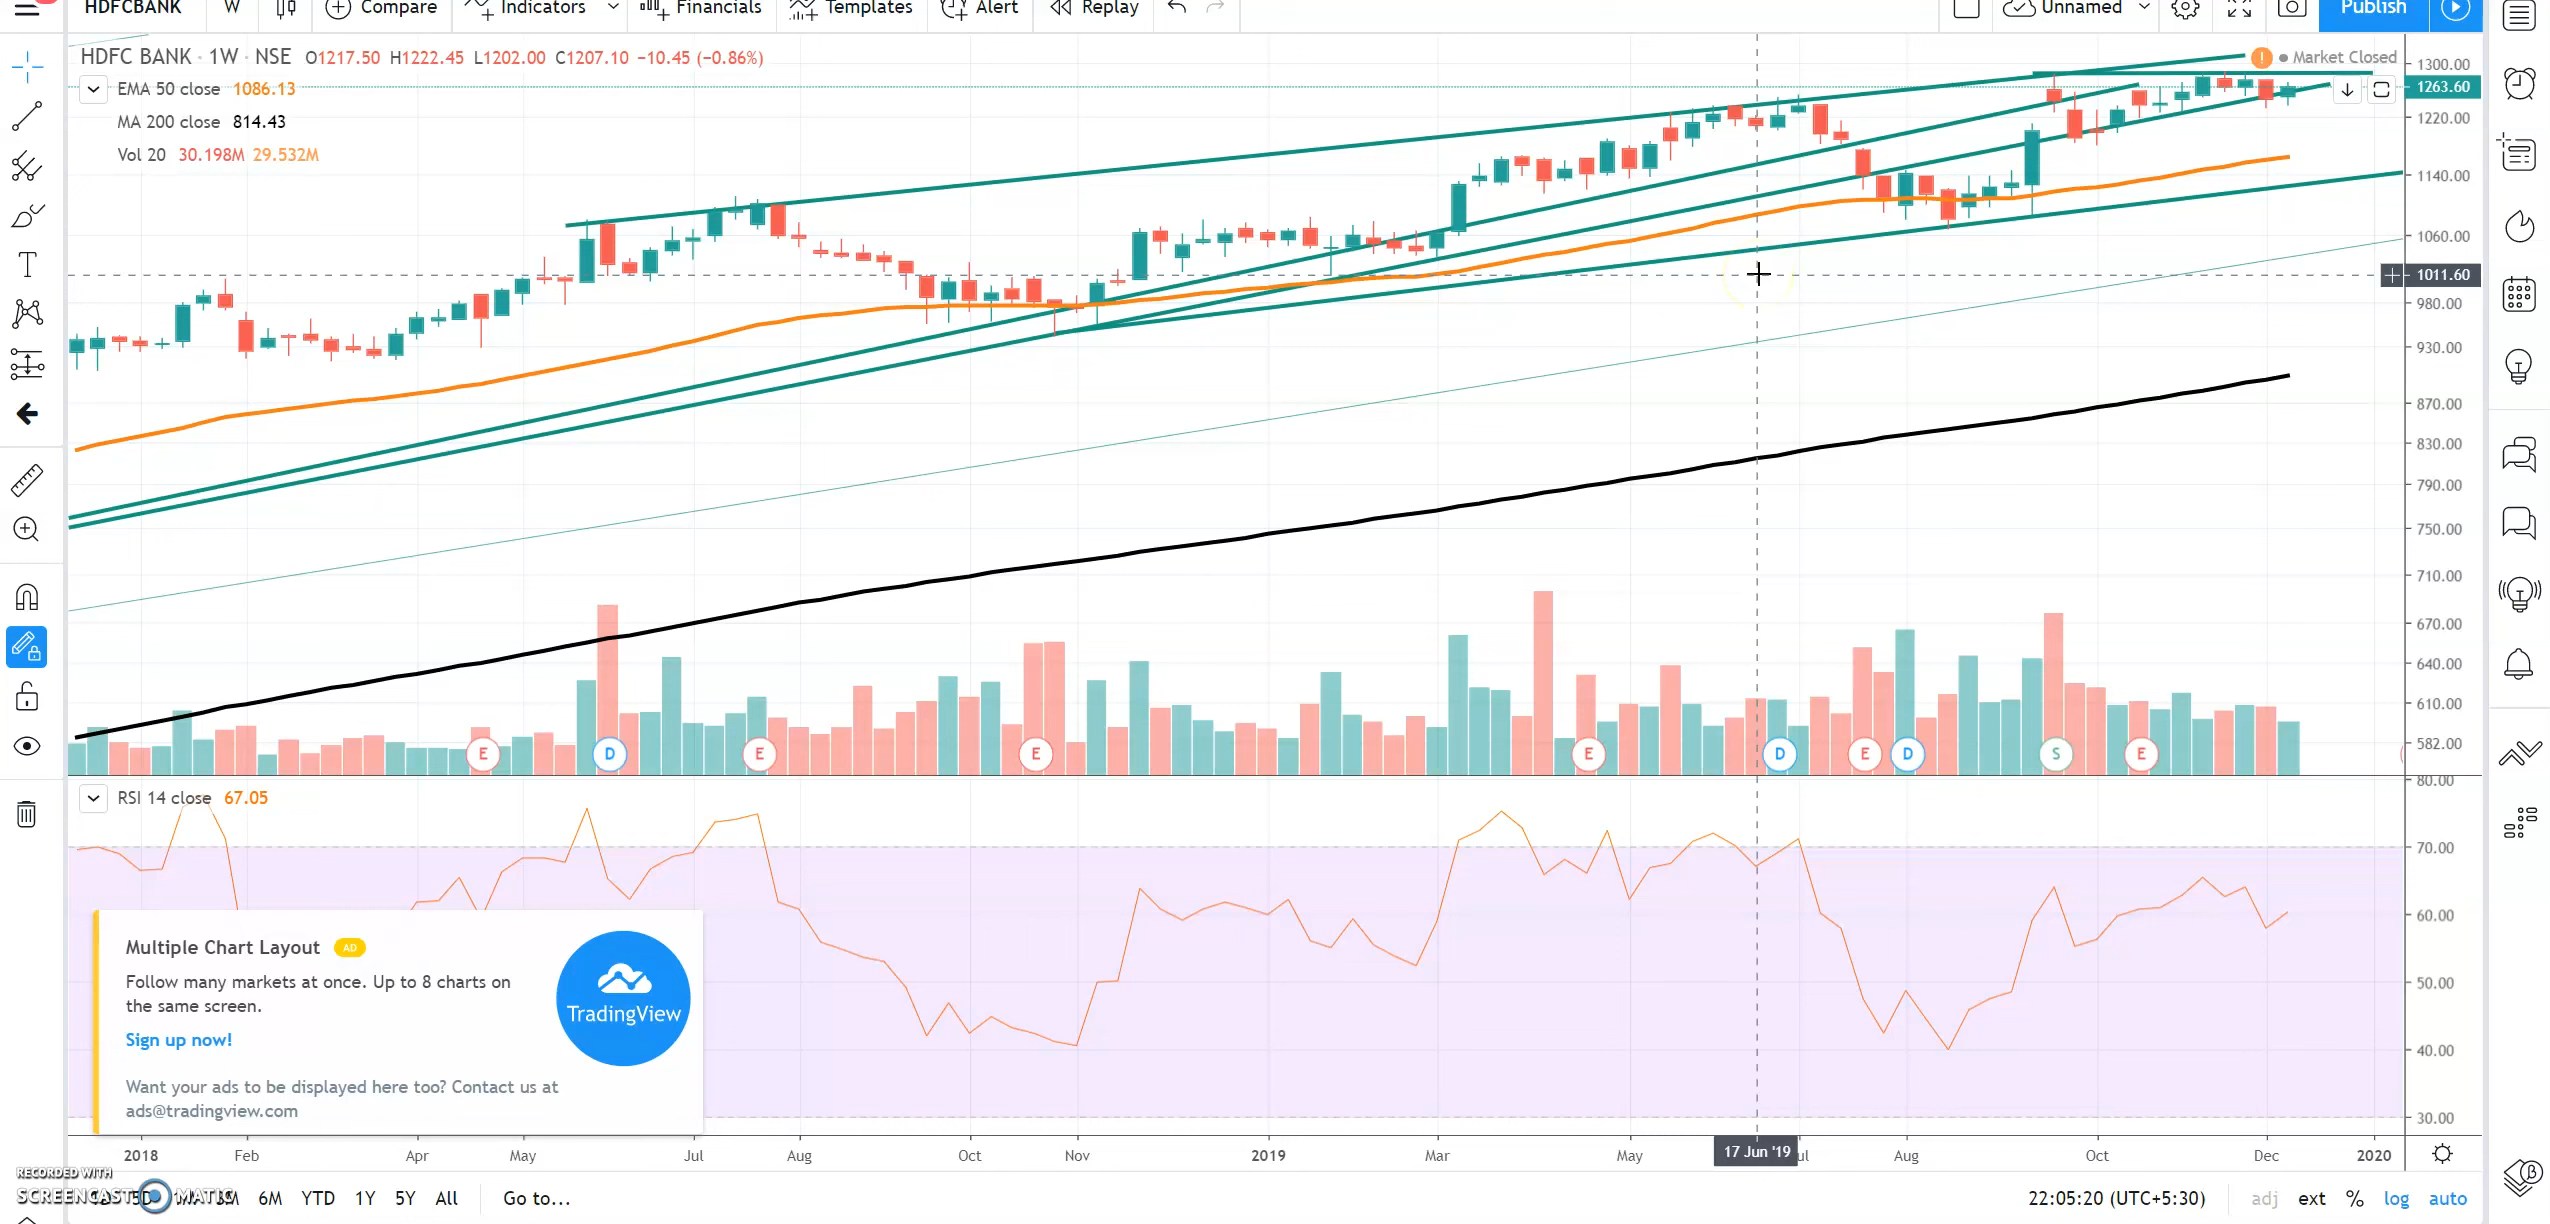 HDFCBANK W Compare Indicators Financials Templates Alert Replay Unnamed Publish
HDFC BANK · 1W · NSE O1217.50 H1222.45 L1202.00 C1207.10 −10.45 (−0.86%)
Market Closed
EMA 50 close 1086.13
MA 200 close 814.43
Vol 20 30.198M 29.532M
1300.00
1263.60
1220.00
1140.00
1060.00
1011.60
980.00
930.00
870.00
830.00
790.00
750.00
710.00
670.00
640.00
610.00
582.00
E D E E E D E D S E
RSI 14 close 67.05
80.00
70.00
60.00
50.00
40.00
30.00
Multiple Chart Layout AD
Follow many markets at once. Up to 8 charts on
the same screen.
Sign up now!
TradingView
Want your ads to be displayed here too? Contact us at
ads@tradingview.com
2018 Feb Apr May Jul Aug Oct Nov 2019 Mar May 17 Jun '19 Aug Oct Dec 2020
RECORDED WITH
SCREENCAST MATIC
6M YTD 1Y 5Y All Go to...
22:05:20 (UTC+5:30) adj ext % log auto